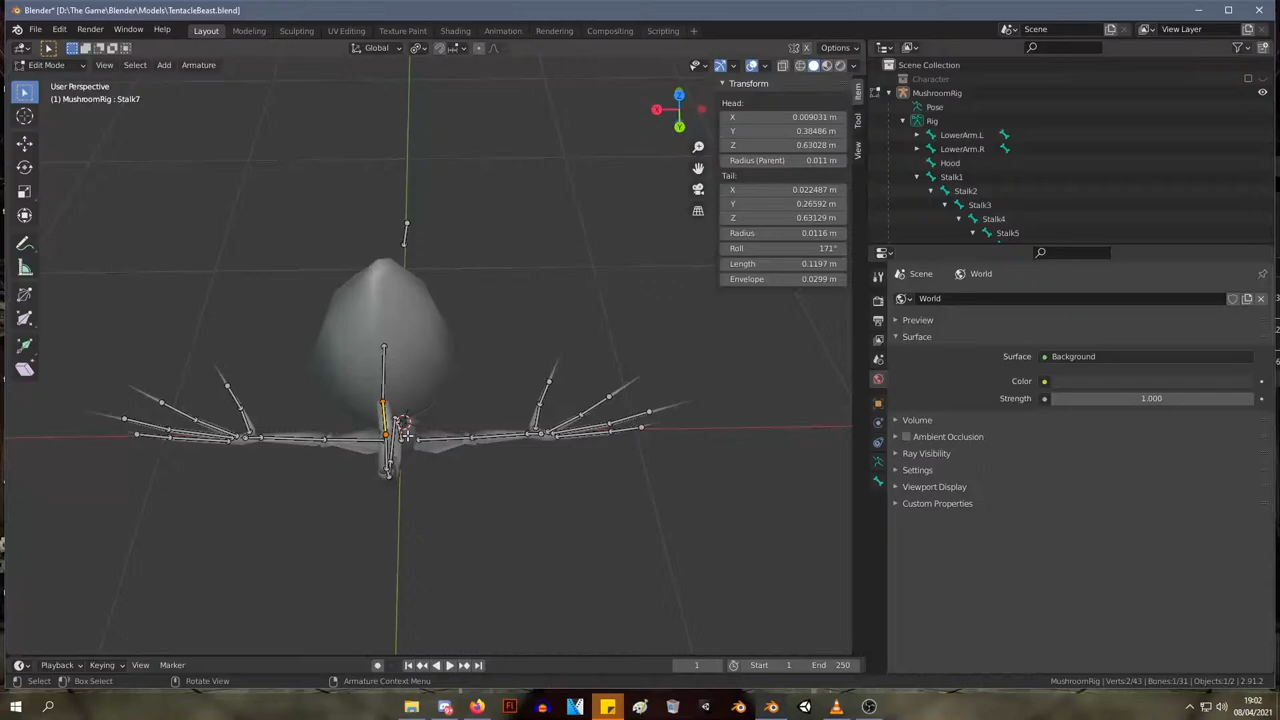 Blender* [D:\The Game\Blender\Models\TentacleBeast.blend]
File Edit Render Window Help Layout Modeling Sculpting UV Editing Texture Paint Shading Animation Rendering Compositing Scripting + Scene View Layer
Global Options
Edit Mode View Select Add Armature
User Perspective
(1) MushroomRig : Stalk7
Z
X
Y
Transform
Head:
X 0.009031 m
Y 0.38486 m
Z 0.63028 m
Radius (Parent) 0.011 m
Tail:
X 0.022487 m
Y 0.26592 m
Z 0.63129 m
Radius 0.0116 m
Roll 171°
Length 0.1197 m
Envelope 0.0299 m
Item
Tool
View
Scene Collection
Character
MushroomRig
Pose
Rig
LowerArm.L
LowerArm.R
Hood
Stalk1
Stalk2
Stalk3
Stalk4
Stalk5
Scene World
World
Preview
Surface
Surface Background
Color
Strength 1.000
Volume
Ambient Occlusion
Ray Visibility
Settings
Viewport Display
Custom Properties
Playback Keying View Marker 1 Start 1 End 250
Select Box Select Rotate View Armature Context Menu MushroomRig | Verts:2/43 | Bones:1/31 | Objects:1/2 | 2.91.2
Fl
19:02
08/04/2021